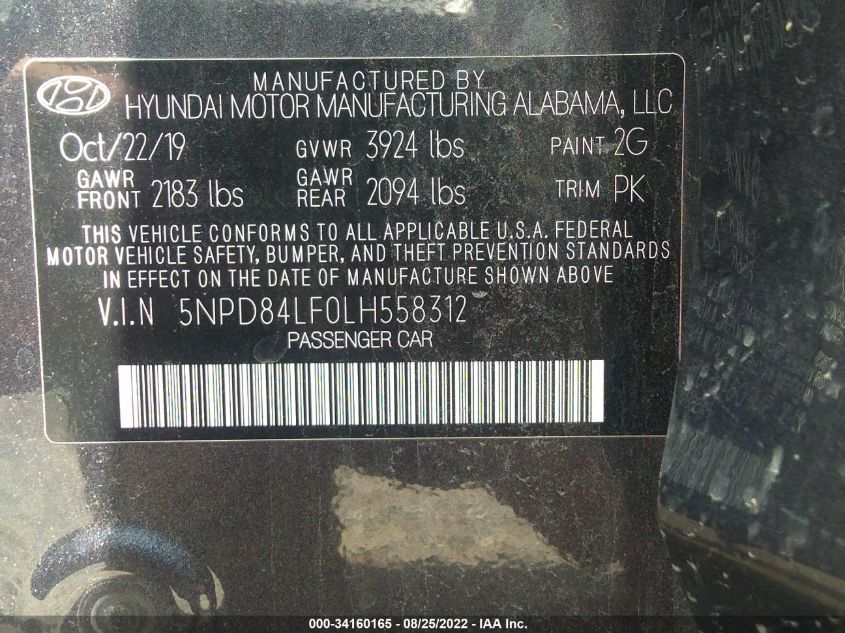 MANUFACTURED BY
HYUNDAI MOTOR MANUFACTURING ALABAMA, LLC
Oct/22/19 GVWR 3924 lbs PAINT 2G
GAWR FRONT 2183 lbs GAWR REAR 2094 lbs TRIM PK
THIS VEHICLE CONFORMS TO ALL APPLICABLE U.S.A. FEDERAL
MOTOR VEHICLE SAFETY, BUMPER, AND THEFT PREVENTION STANDARDS
IN EFFECT ON THE DATE OF MANUFACTURE SHOWN ABOVE
V.I.N 5NPD84LF0LH558312
PASSENGER CAR
000-34160165 - 08/25/2022 - IAA Inc.